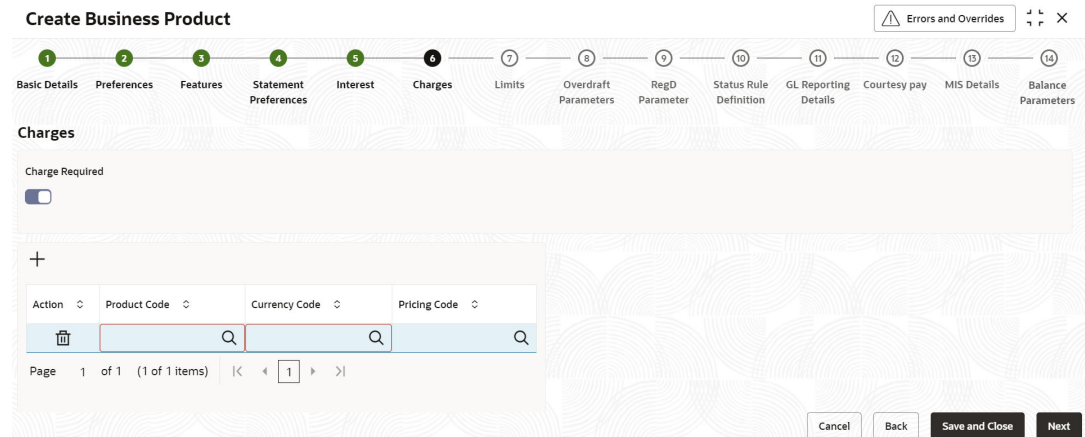 Create Business Product
Errors and Overrides
1 2 3 4 5 6 7 8 9 10 11 12 13 14
Basic Details Preferences Features Statement Preferences Interest Charges Limits Overdraft Parameters RegD Parameter Status Rule Definition GL Reporting Details Courtesy pay MIS Details Balance Parameters
Charges
Charge Required
Action Product Code Currency Code Pricing Code
Page 1 of 1 (1 of 1 items) 1
Cancel Back Save and Close Next